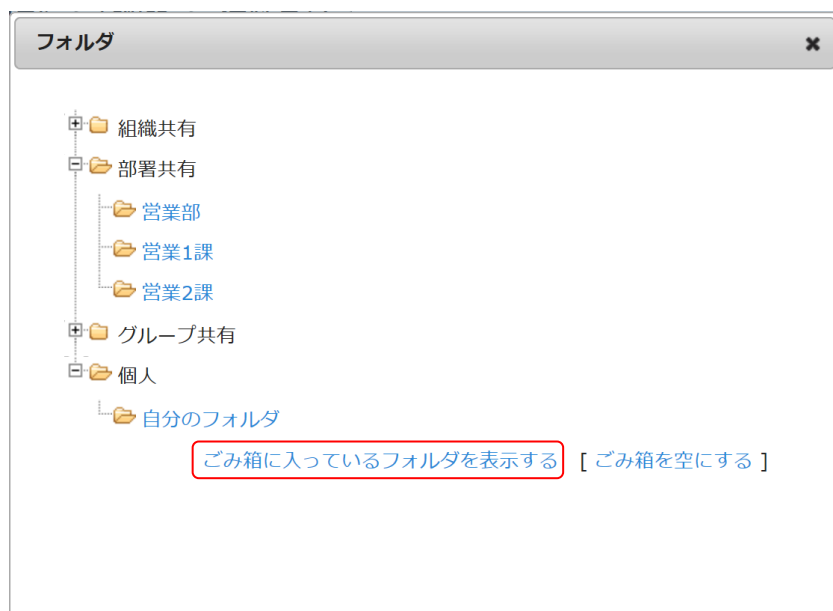 フォルダ
組織共有
部署共有
営業部
営業1課
営業2課
グループ共有
個人
自分のフォルダ
ごみ箱に入っているフォルダを表示する [ ごみ箱を空にする ]